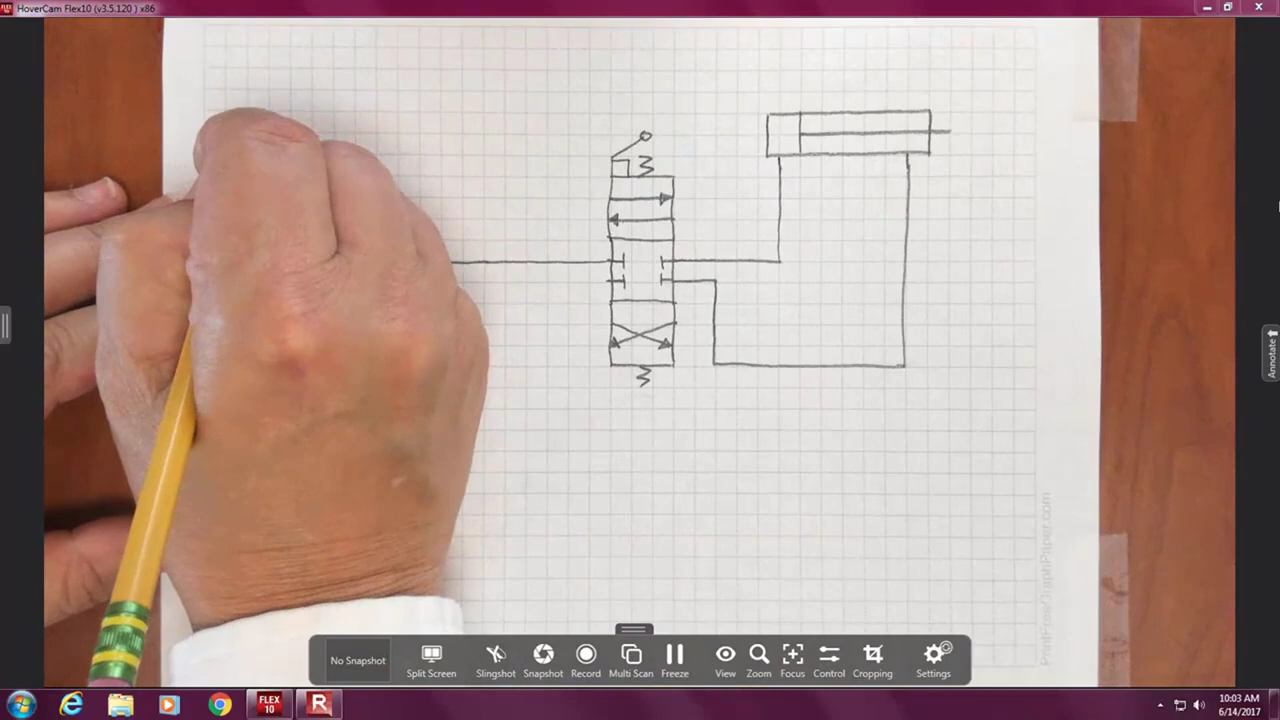 HoverCam Flex10 (v3.5.120 ) x86
PrintFreeGraphPaper.com
Annotate
No Snapshot
Split Screen
Slingshot
Snapshot
Record
Multi Scan
Freeze
View
Zoom
Focus
Control
Cropping
Settings
FLEX
10
R
10:03 AM
6/14/2017